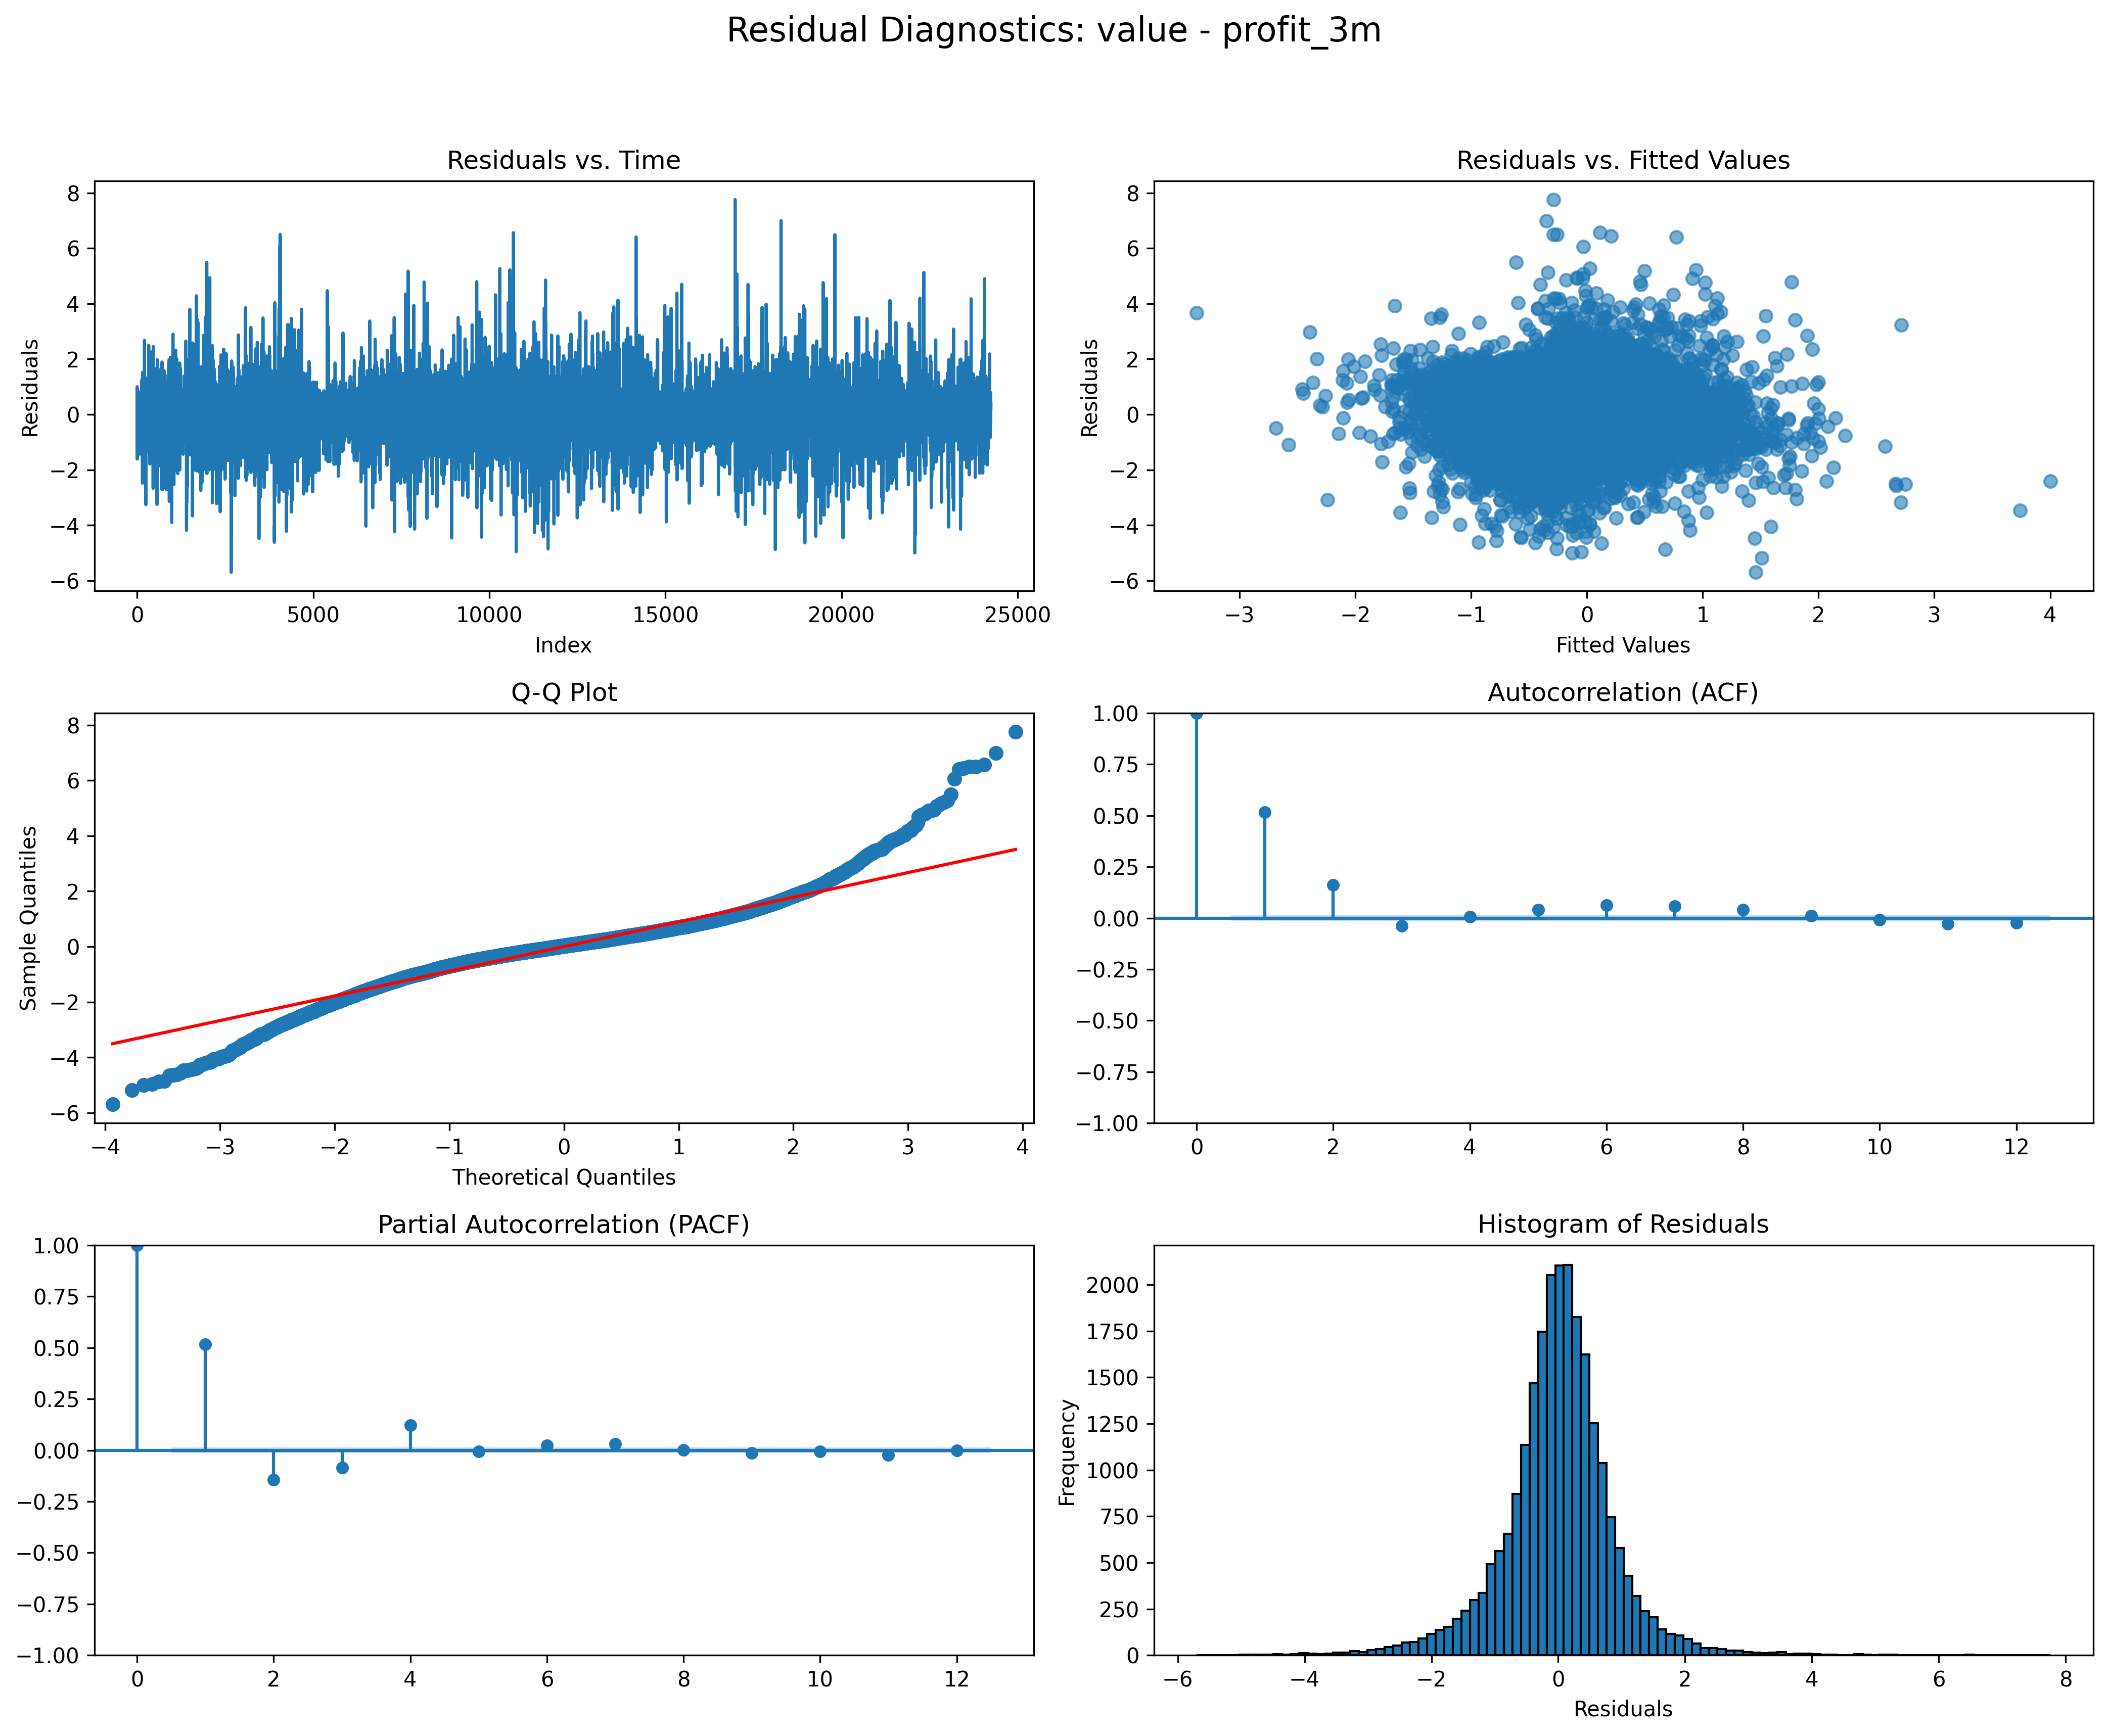 Residual Diagnostics: value - profit_3m
Residuals vs. Time
Residuals
8
6
4
2
0
−2
−4
−6
0 5000 10000 15000 20000 25000
Index
Residuals vs. Fitted Values
Residuals
8
6
4
2
0
−2
−4
−6
−3 −2 −1 0 1 2 3 4
Fitted Values
Q-Q Plot
Sample Quantiles
8
6
4
2
0
−2
−4
−6
−4 −3 −2 −1 0 1 2 3 4
Theoretical Quantiles
Autocorrelation (ACF)
1.00
0.75
0.50
0.25
0.00
−0.25
−0.50
−0.75
−1.00
0 2 4 6 8 10 12
Partial Autocorrelation (PACF)
1.00
0.75
0.50
0.25
0.00
−0.25
−0.50
−0.75
−1.00
0 2 4 6 8 10 12
Histogram of Residuals
Frequency
2000
1750
1500
1250
1000
750
500
250
0
−6 −4 −2 0 2 4 6 8
Residuals